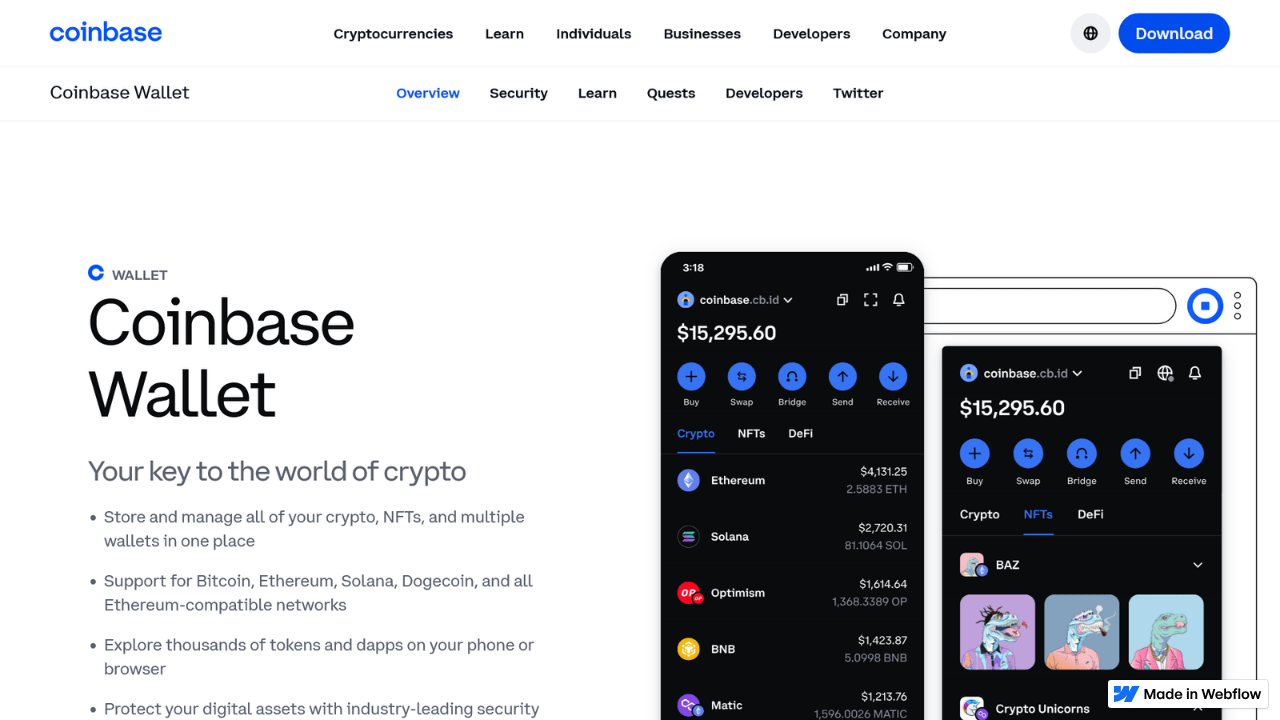 coinbase
Cryptocurrencies Learn Individuals Businesses Developers Company
Download
Coinbase Wallet
Overview Security Learn Quests Developers Twitter
WALLET
Coinbase
Wallet
Your key to the world of crypto
• Store and manage all of your crypto, NFTs, and multiple
wallets in one place
• Support for Bitcoin, Ethereum, Solana, Dogecoin, and all
Ethereum-compatible networks
• Explore thousands of tokens and dapps on your phone or
browser
• Protect your digital assets with industry-leading security
3:18
coinbase.cb.id
$15,295.60
Buy Swap Bridge Send Receive
Crypto NFTs DeFi
Ethereum $4,131.25
2.5883 ETH
Solana $2,720.31
81.1064 SOL
OP OP Optimism $1,614.64
1,368.3389 OP
BNB $1,423.87
5.0998 BNB
Matic $1,213.76
1,596.0026 MATIC
coinbase.cb.id
$15,295.60
Buy Swap Bridge Send Receive
Crypto NFTs DeFi
BAZ
Crypto Unicorns
Made in Webflow